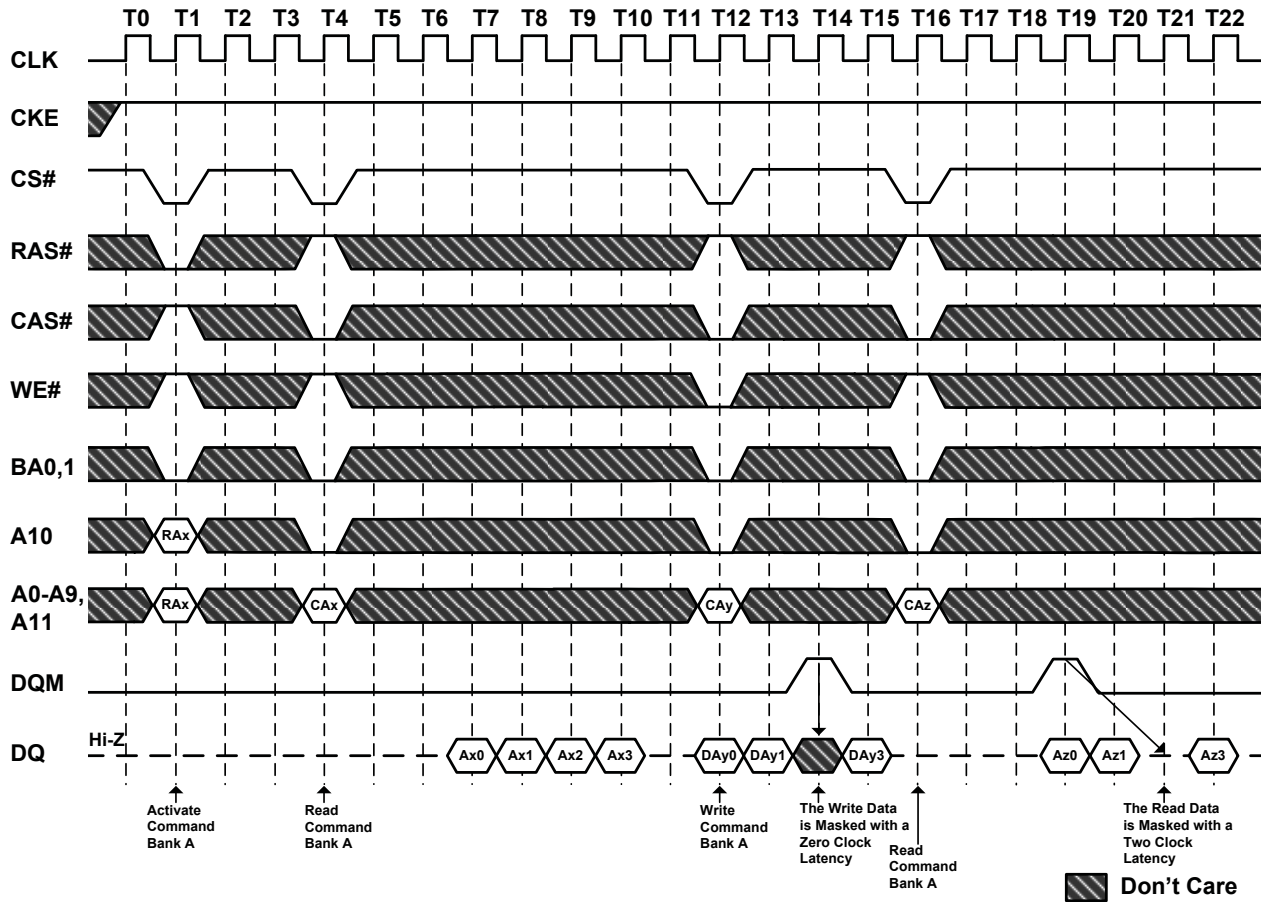 T0 T1 T2 T3 T4 T5 T6 T7 T8 T9 T10 T11 T12 T13 T14 T15 T16 T17 T18 T19 T20 T21 T22
CLK
CKE
CS#
RAS#
CAS#
WE#
BA0,1
A10 RAx
A0-A9,
A11
RAx CAx CAy CAz
DQM
DQ Hi-Z Ax0 Ax1 Ax2 Ax3 DAy0 DAy1 DAy3 Az0 Az1 Az3
Activate
Command
Bank A
Read
Command
Bank A
Write
Command
Bank A
The Write Data
is Masked with a
Zero Clock
Latency
Read
Command
Bank A
The Read Data
is Masked with a
Two Clock
Latency
Don't Care